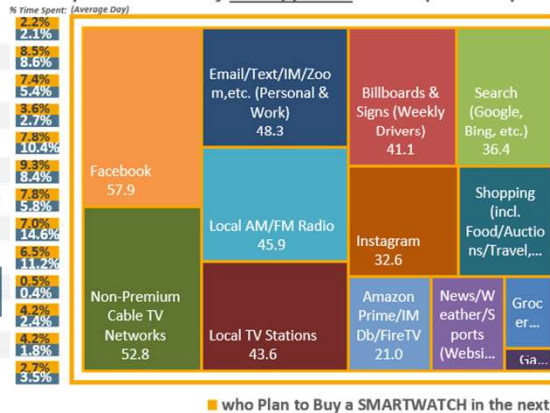 % Time Spent: (Average Day)
2.2%
2.1%
8.5%
8.6%
7.4%
5.4%
3.6%
2.7%
7.8%
10.4%
9.3%
8.4%
7.8%
5.8%
7.0%
14.6%
6.5%
11.2%
0.5%
0.4%
4.2%
2.4%
4.2%
1.8%
2.7%
3.5%
Facebook
57.9
Non-Premium
Cable TV
Networks
52.8
Email/Text/IM/Zoo
m,etc. (Personal &
Work)
48.3
Local AM/FM Radio
45.9
Local TV Stations
43.6
Billboards &
Signs (Weekly
Drivers)
41.1
Search
(Google,
Bing, etc.)
36.4
Instagram
32.6
Shopping
(incl.
Food/Auctio
ns/Travel,...
Amazon
Prime/IM
Db/FireTV
21.0
News/W
eather/S
ports
(Websi...
Groc
er...
Ga...
who Plan to Buy a SMARTWATCH in the next